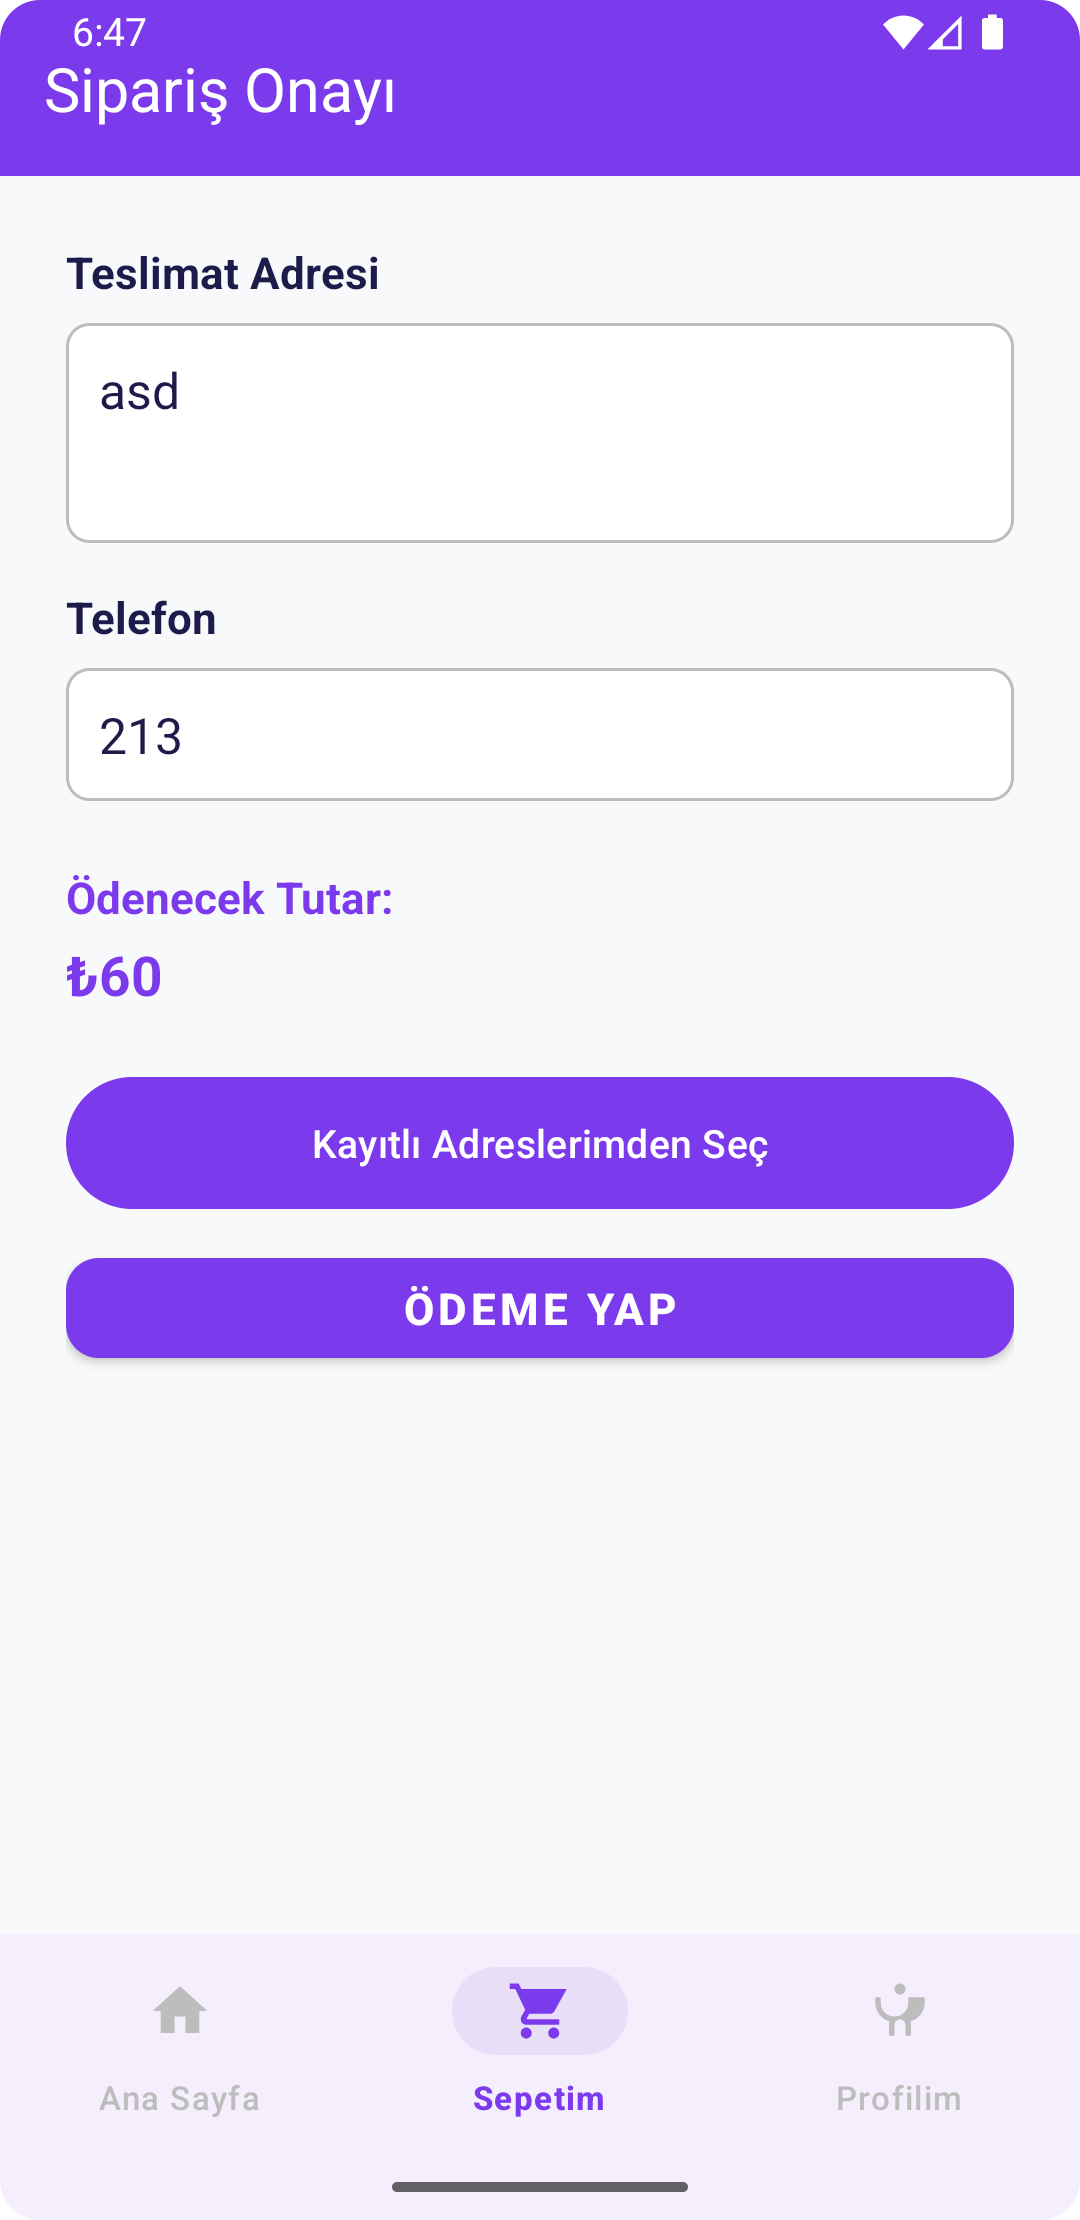 6:47
Sipariş Onayı
Teslimat Adresi
asd
Telefon
213
Ödenecek Tutar:
₺60
Kayıtlı Adreslerimden Seç
ÖDEME YAP
Ana Sayfa
Sepetim
Profilim